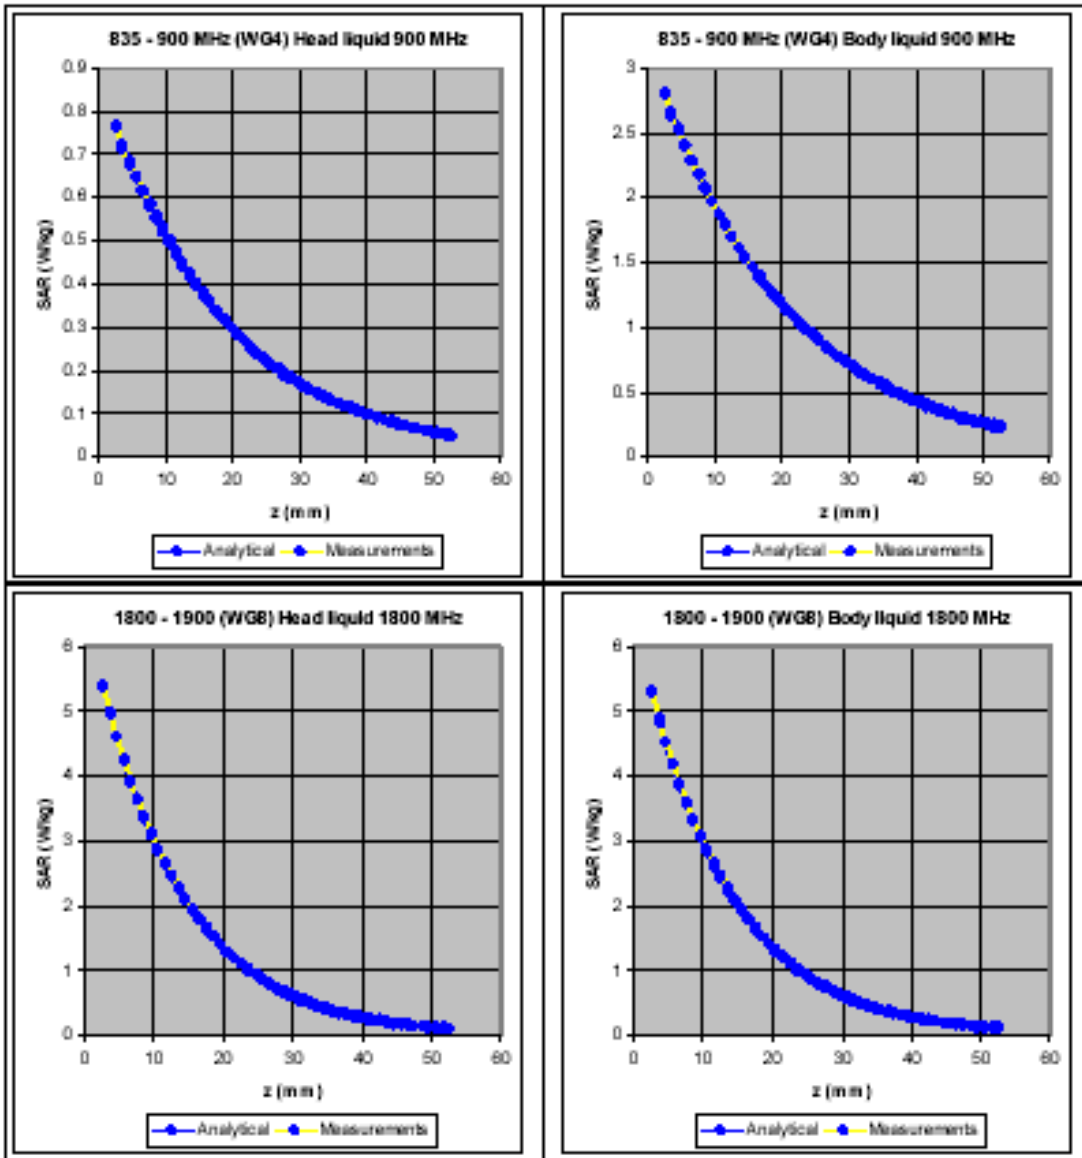 835 - 900 MHz (WG4) Head liquid 900 MHz
0.9
0.8
0.7
0.6
0.5
0.4
0.3
0.2
0.1
0
SAR (W/kg)
0 10 20 30 40 50 60
z (mm)
Analytical Measurements
835 - 900 MHz (WG4) Body liquid 900 MHz
3
2.5
2
1.5
1
0.5
0
SAR (W/kg)
0 10 20 30 40 50 60
z (mm)
Analytical Measurements
1800 - 1900 (WG8) Head liquid 1800 MHz
6
5
4
3
2
1
0
SAR (W/kg)
0 10 20 30 40 50 60
z (mm)
Analytical Measurements
1800 - 1900 (WG8) Body liquid 1800 MHz
6
5
4
3
2
1
0
SAR (W/kg)
0 10 20 30 40 50 60
z (mm)
Analytical Measurements